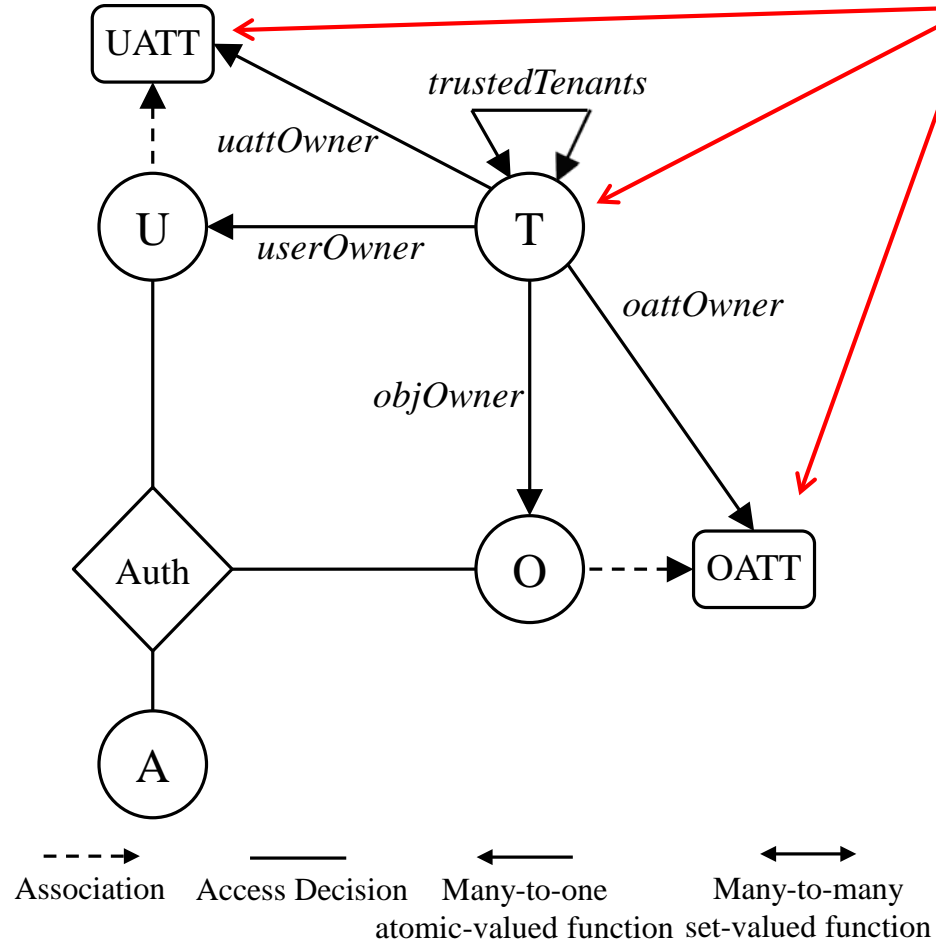 UATT
trustedTenants
uattOwner
U
T
userOwner
oattOwner
objOwner
Auth
O
OATT
A
Association
Access Decision
Many-to-one
atomic-valued function
Many-to-many
set-valued function